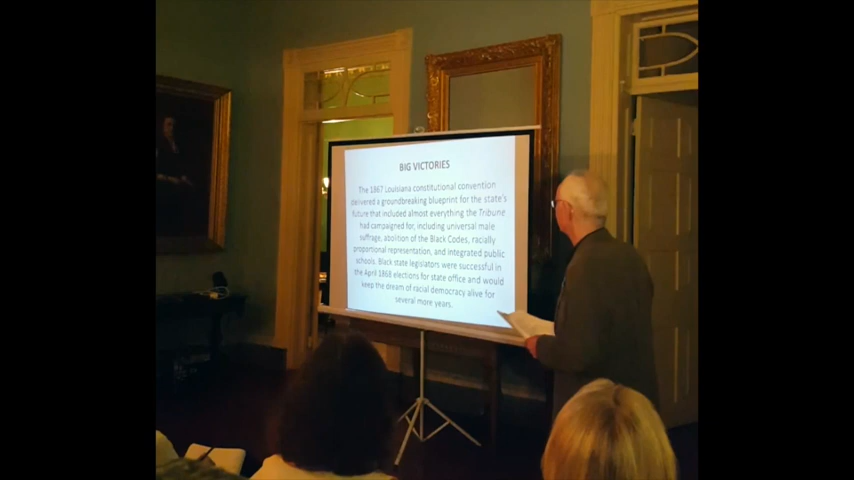 BIG VICTORIES
The 1867 Louisiana constitutional convention
delivered a groundbreaking blueprint for the state's
future that included almost everything the Tribune
had campaigned for, including universal male
suffrage, abolition of the Black Codes, racially
proportional representation, and integrated public
schools. Black state legislators were successful in
the April 1868 elections for state office and would
keep the dream of racial democracy alive for
several more years.